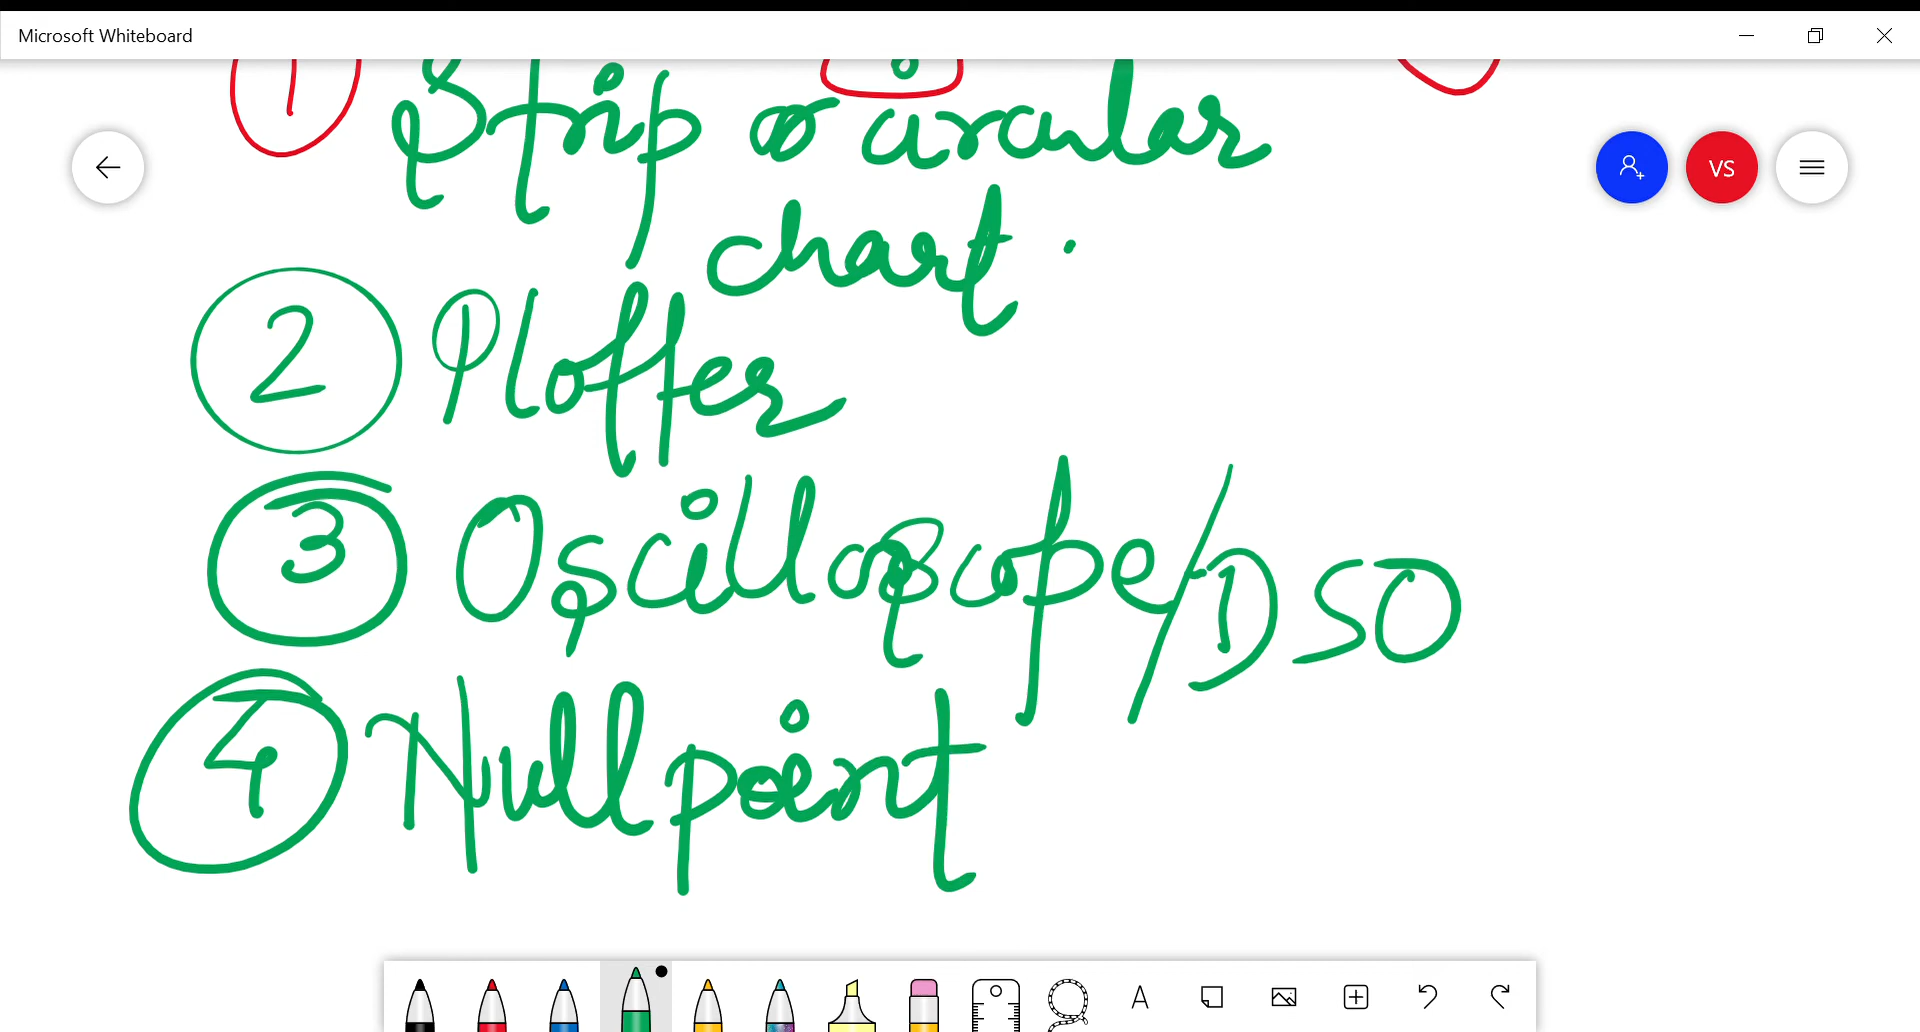 Microsoft Whiteboard
1 Strip or circular
chart .
VS
2 Plotter
3 Oscilloscope/DSO
4 Null point
A